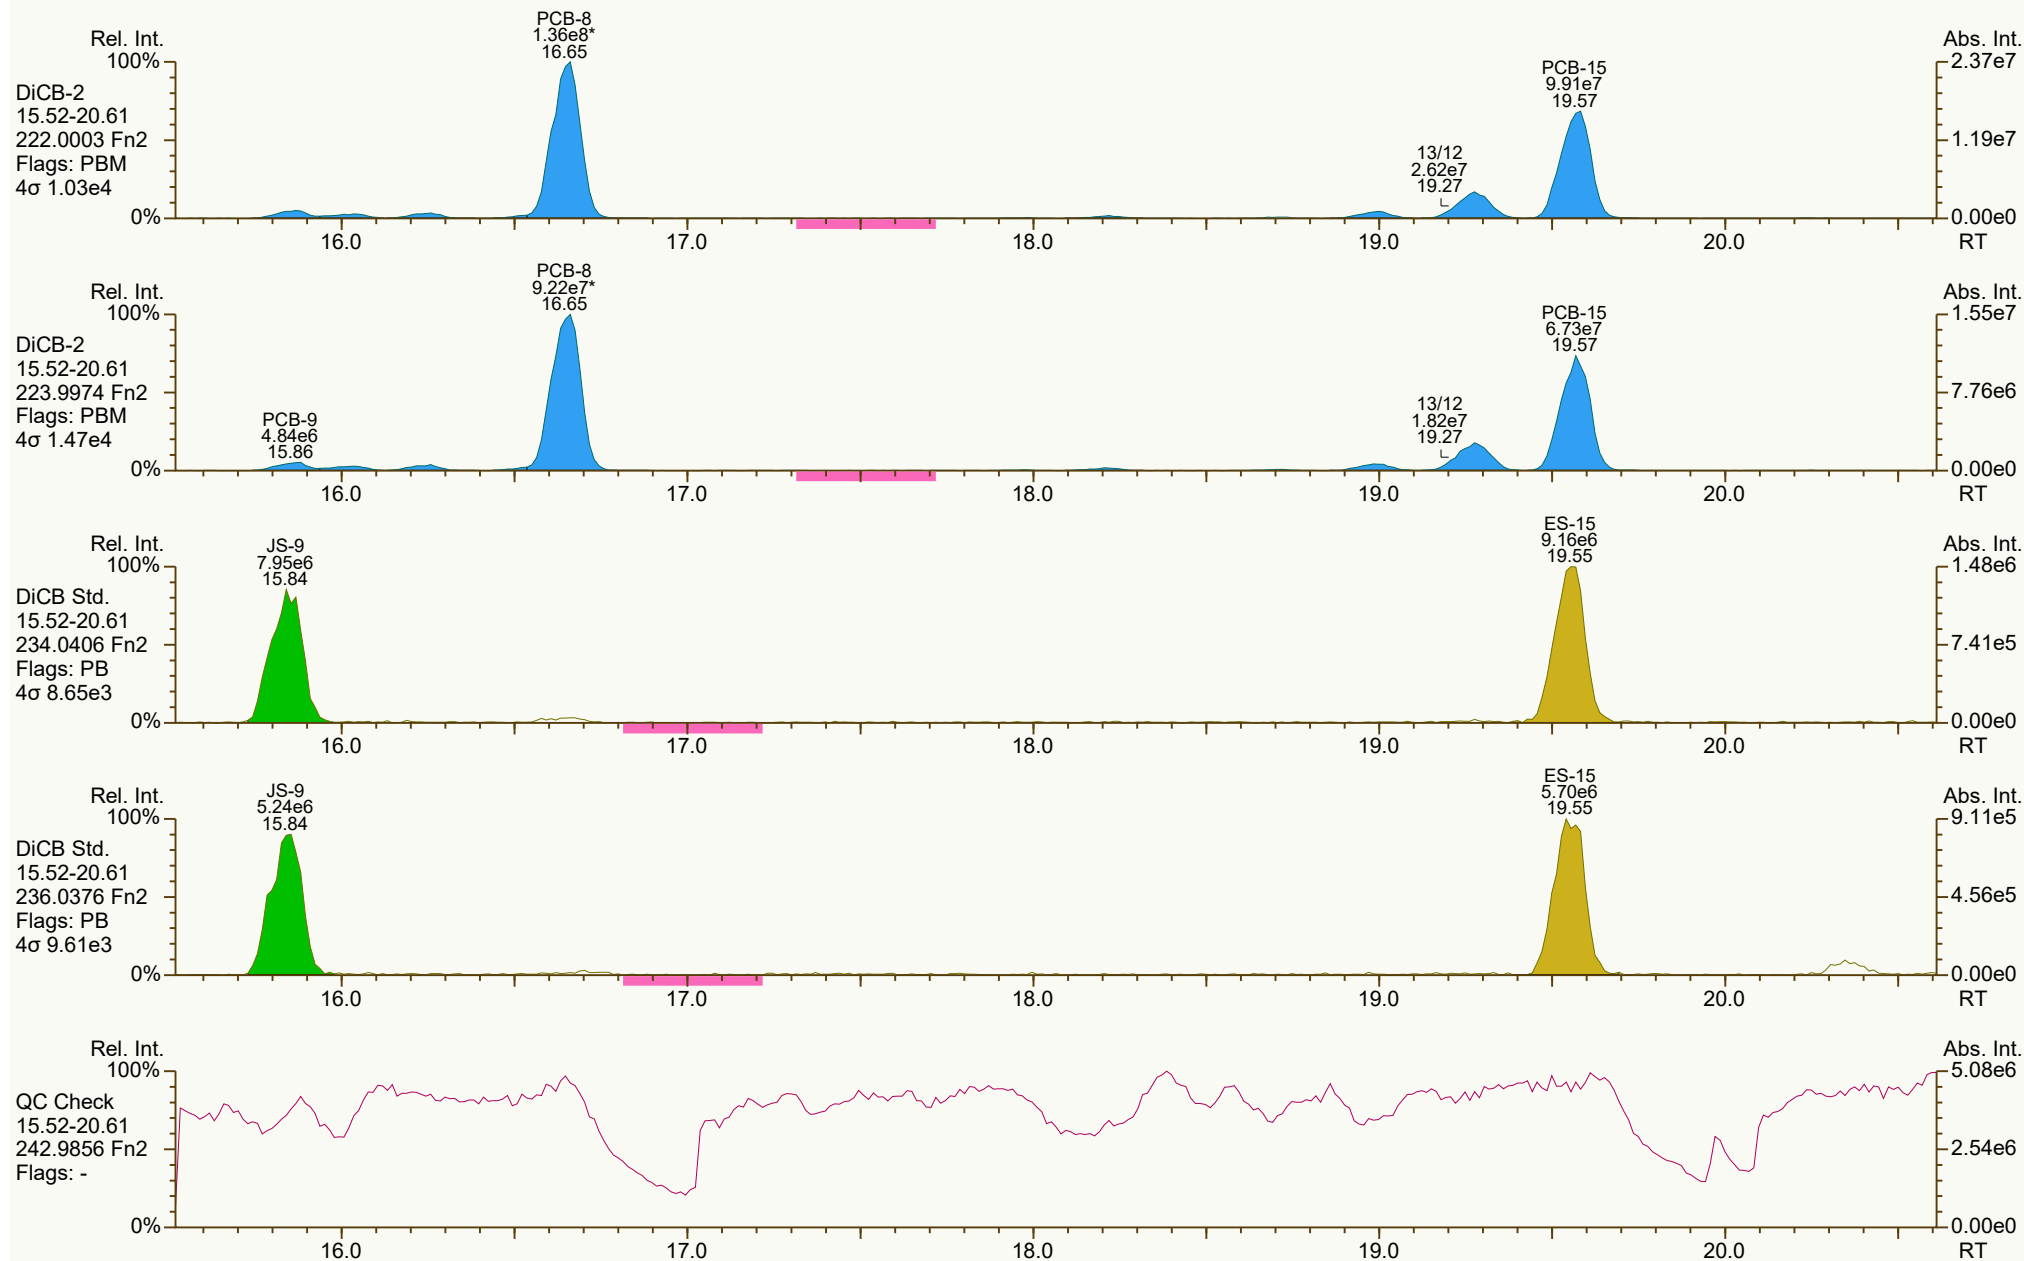 PCB-8
1.36e8*
16.65
Rel. Int.
Abs. Int.
100%
2.37e7
PCB-15
9.91e7
19.57
DiCB-2
15.52-20.61
222.0003 Fn2
Flags: PBM
4σ 1.03e4
1.19e7
13/12
2.62e7
19.27
0%
0.00e0
16.0 17.0 18.0 19.0 20.0 RT
PCB-8
9.22e7*
16.65
Rel. Int.
Abs. Int.
100%
1.55e7
PCB-15
6.73e7
19.57
DiCB-2
15.52-20.61
223.9974 Fn2
Flags: PBM
4σ 1.47e4
7.76e6
PCB-9
4.84e6
15.86
13/12
1.82e7
19.27
0%
0.00e0
16.0 17.0 18.0 19.0 20.0 RT
Rel. Int.
Abs. Int.
100%
1.48e6
JS-9
7.95e6
15.84
ES-15
9.16e6
19.55
DiCB Std.
15.52-20.61
234.0406 Fn2
Flags: PB
4σ 8.65e3
7.41e5
0%
0.00e0
16.0 17.0 18.0 19.0 20.0 RT
Rel. Int.
Abs. Int.
100%
9.11e5
JS-9
5.24e6
15.84
ES-15
5.70e6
19.55
DiCB Std.
15.52-20.61
236.0376 Fn2
Flags: PB
4σ 9.61e3
4.56e5
0%
0.00e0
16.0 17.0 18.0 19.0 20.0 RT
Rel. Int.
Abs. Int.
100%
5.08e6
QC Check
15.52-20.61
242.9856 Fn2
Flags: -
2.54e6
0%
0.00e0
16.0 17.0 18.0 19.0 20.0 RT